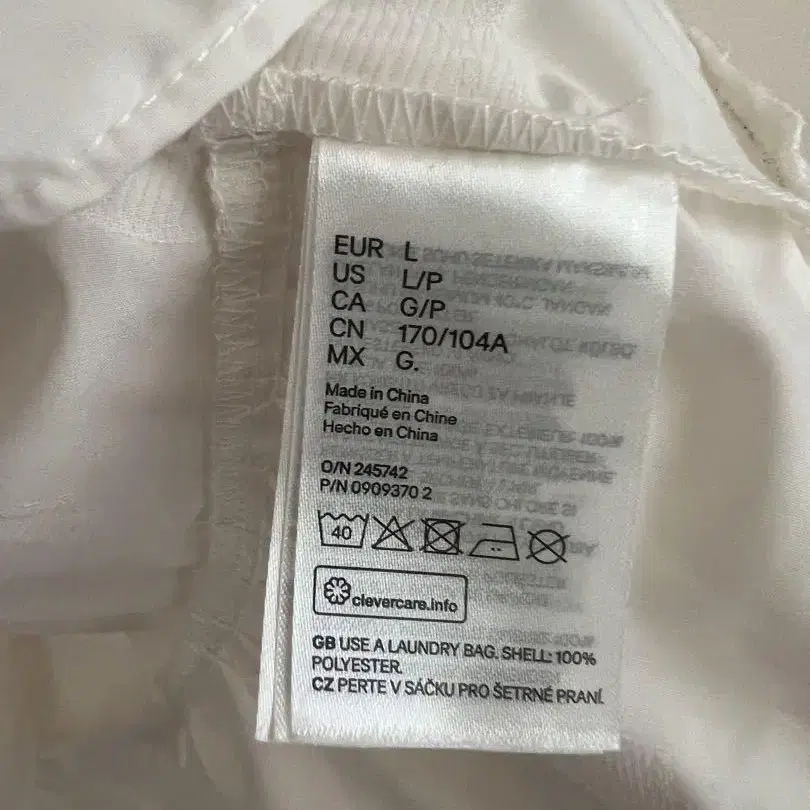 EUR L
US L/P
CA G/P
CN 170/104A
MX G.
Made in China
Fabriqué en Chine
Hecho en China
O/N 245742
P/N 0909370 2
40
clevercare.info
GB USE A LAUNDRY BAG. SHELL: 100%
POLYESTER.
CZ PERTE V SÁČKU PRO ŠETRNÉ PRANÍ.